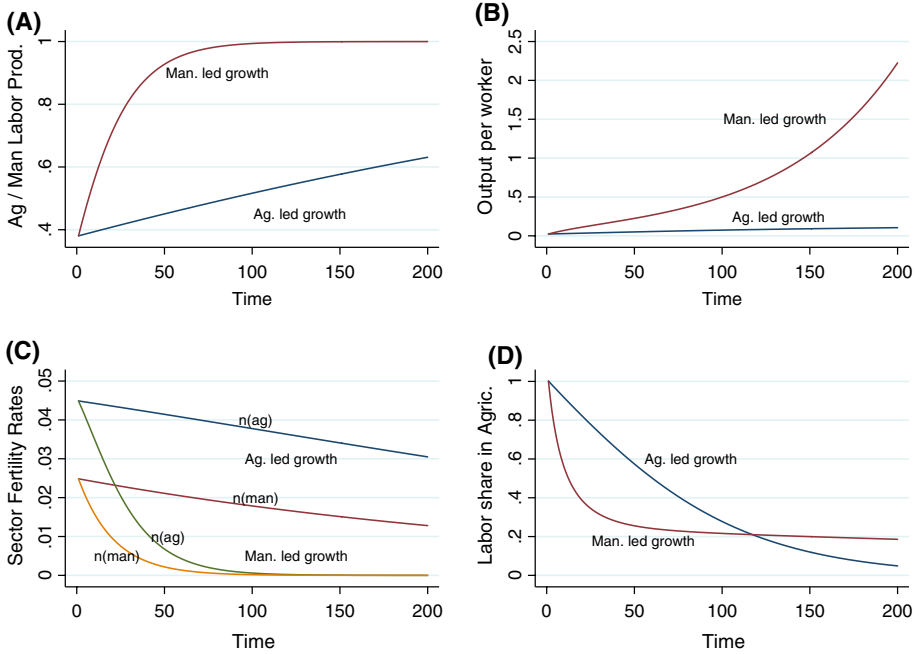 (A)
Ag / Man Labor Prod.
1
.8
.6
.4
Man. led growth
Ag. led growth
0 50 100 150 200
Time
(B)
Output per worker
2.5
2
1.5
1
.5
0
Man. led growth
Ag. led growth
0 50 100 150 200
Time
(C)
Sector Fertility Rates
.05
.04
.03
.02
.01
0
n(ag)
Ag. led growth
n(man)
n(ag)
n(man)
Man. led growth
0 50 100 150 200
Time
(D)
Labor share in Agric.
1
.8
.6
.4
.2
0
Ag. led growth
Man. led growth
0 50 100 150 200
Time